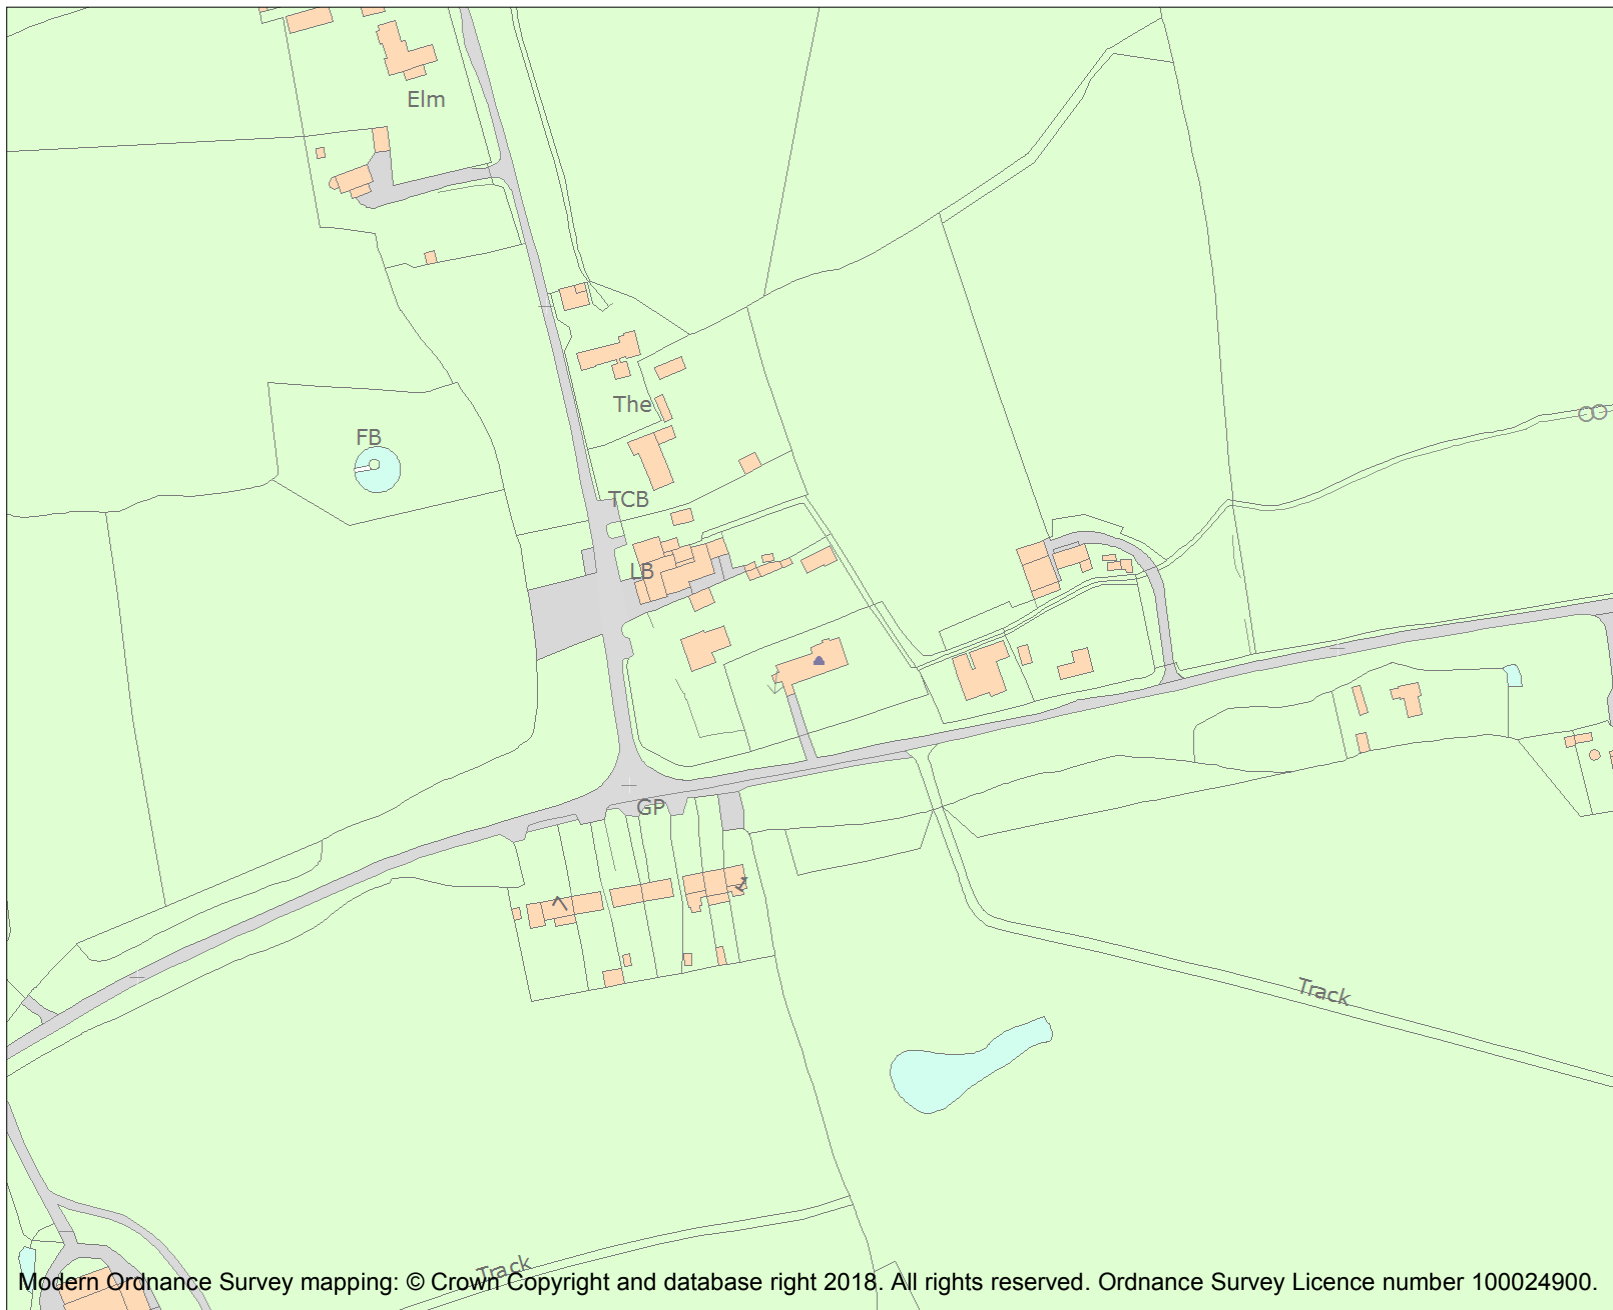 Elm
The
FB
TCB
LB
GP
Track
Track
Modern Ordnance Survey mapping: © Crown Copyright and database right 2018. All rights reserved. Ordnance Survey Licence number 100024900.